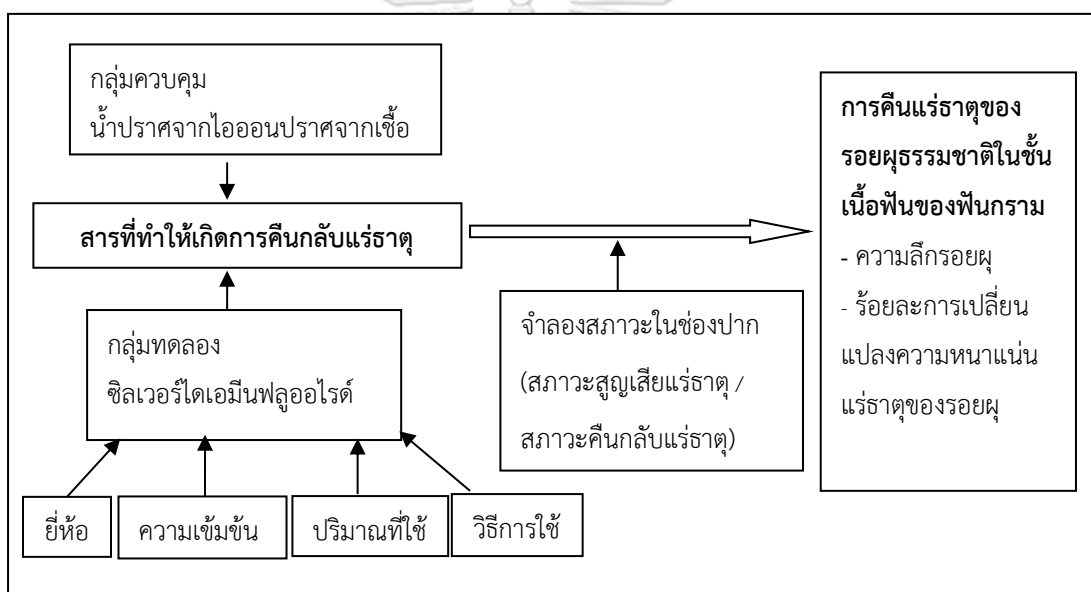 กลุ่มควบคุม
น้ำปราศจากไอออนปราศจากเชื้อ
สารที่ทำให้เกิดการคืนกลับแร่ธาตุ
กลุ่มทดลอง
ซิลเวอร์ไดเอมีนฟลูออไรด์
ยี่ห้อ
ความเข้มข้น
ปริมาณที่ใช้
วิธีการใช้
จำลองสภาวะในช่องปาก
(สภาวะสูญเสียแร่ธาตุ /
สภาวะคืนกลับแร่ธาตุ)
การคืนแร่ธาตุของ
รอยผุธรรมชาติในชั้น
เนื้อฟันของฟันกราม
- ความลึกรอยผุ
- ร้อยละการเปลี่ยน
แปลงความหนาแน่น
แร่ธาตุของรอยผุ